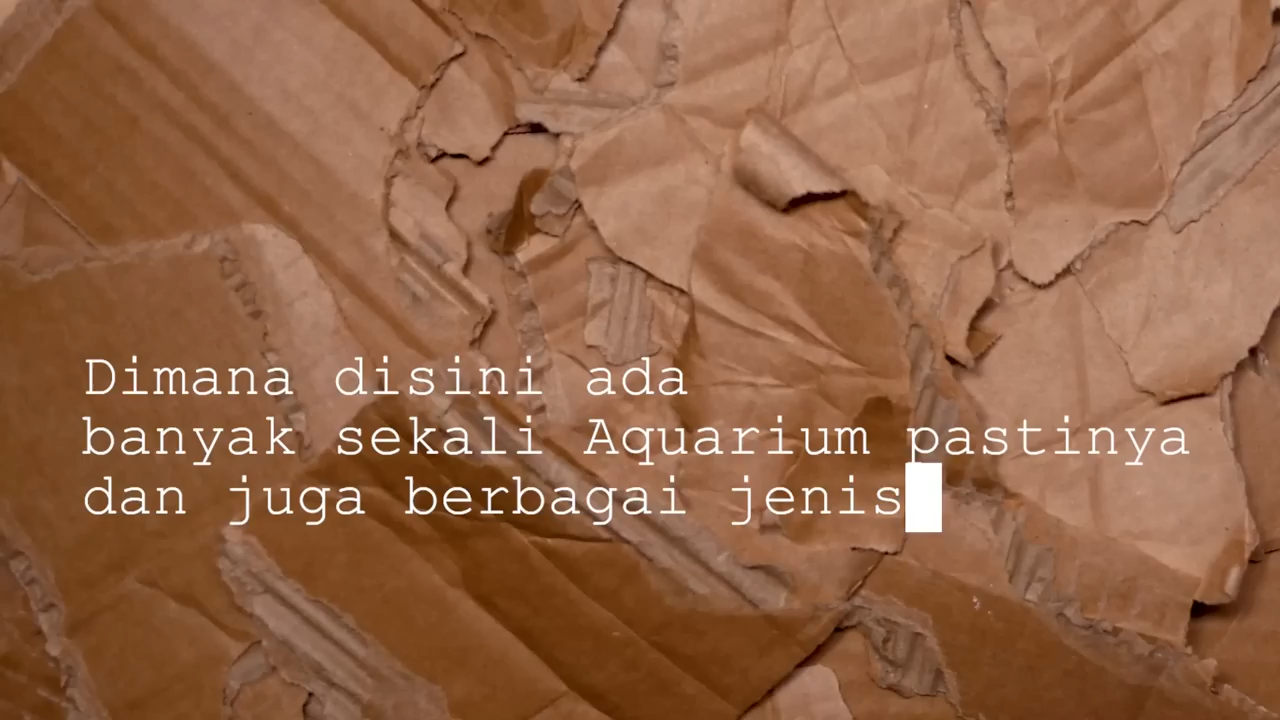 Dimana disini ada
banyak sekali Aquarium pastinya
dan juga berbagai jenis